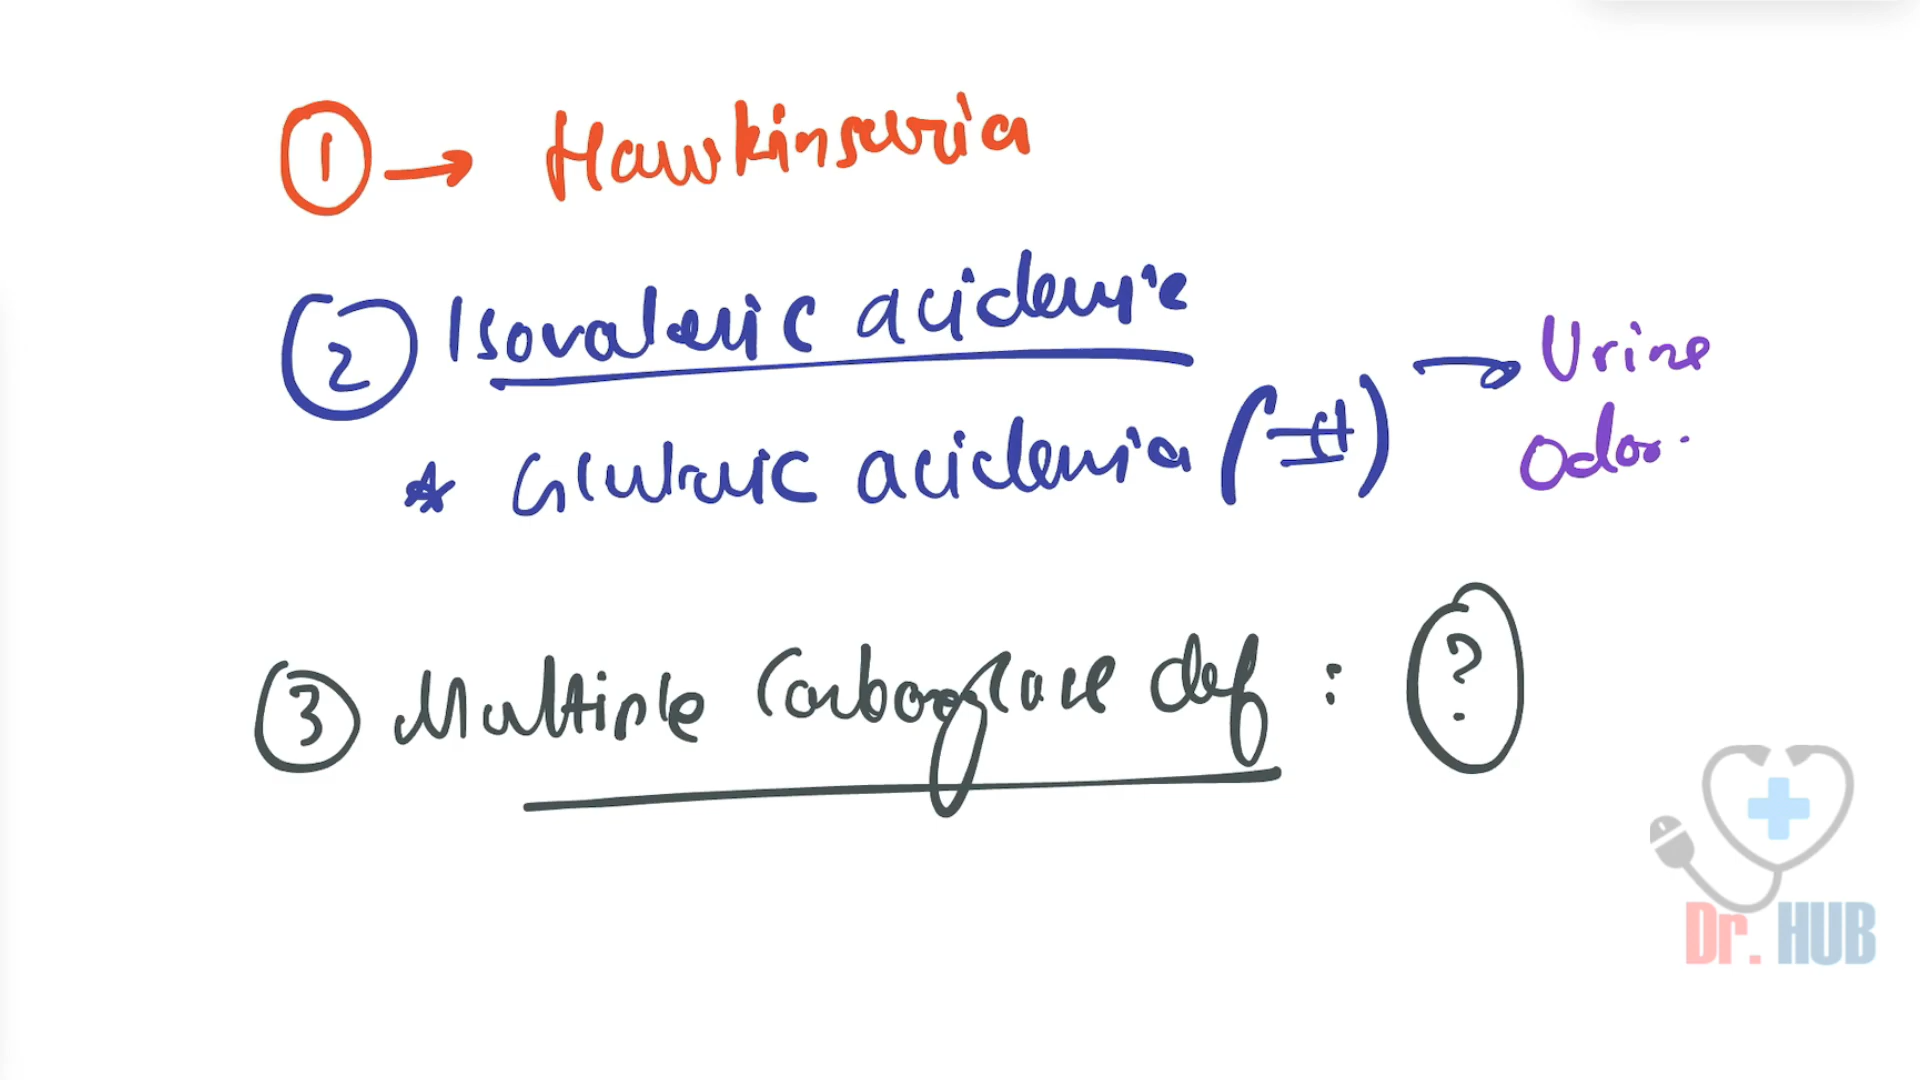 1 → Hawkinsuria
2 Isovaleric acidemia → Urine
* Glutaric acidemia (II) Odor.
3 Multiple Carboxylase def : ?
Dr. HUB